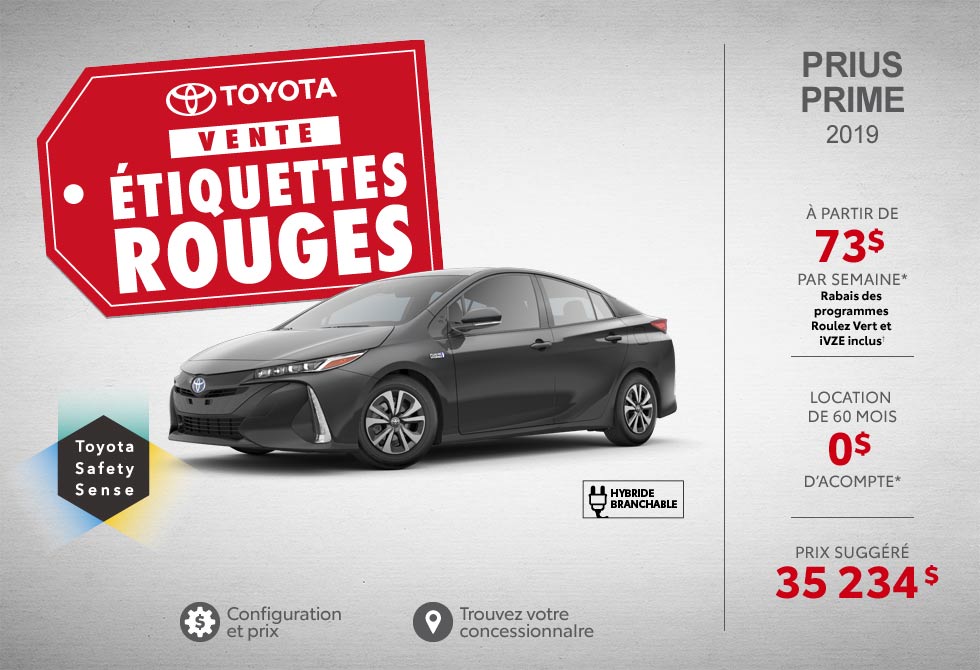 TOYOTA
VENTE
ÉTIQUETTES
ROUGES
Toyota
Safety
Sense
HYBRIDE
BRANCHABLE
Configuration
et prix
Trouvez votre
concessionnaire
PRIUS
PRIME
2019
À PARTIR DE
73$
PAR SEMAINE*
Rabais des
programmes
Roulez Vert et
iVZE inclus†
LOCATION
DE 60 MOIS
0$
D'ACOMPTE*
PRIX SUGGÉRÉ
35 234$